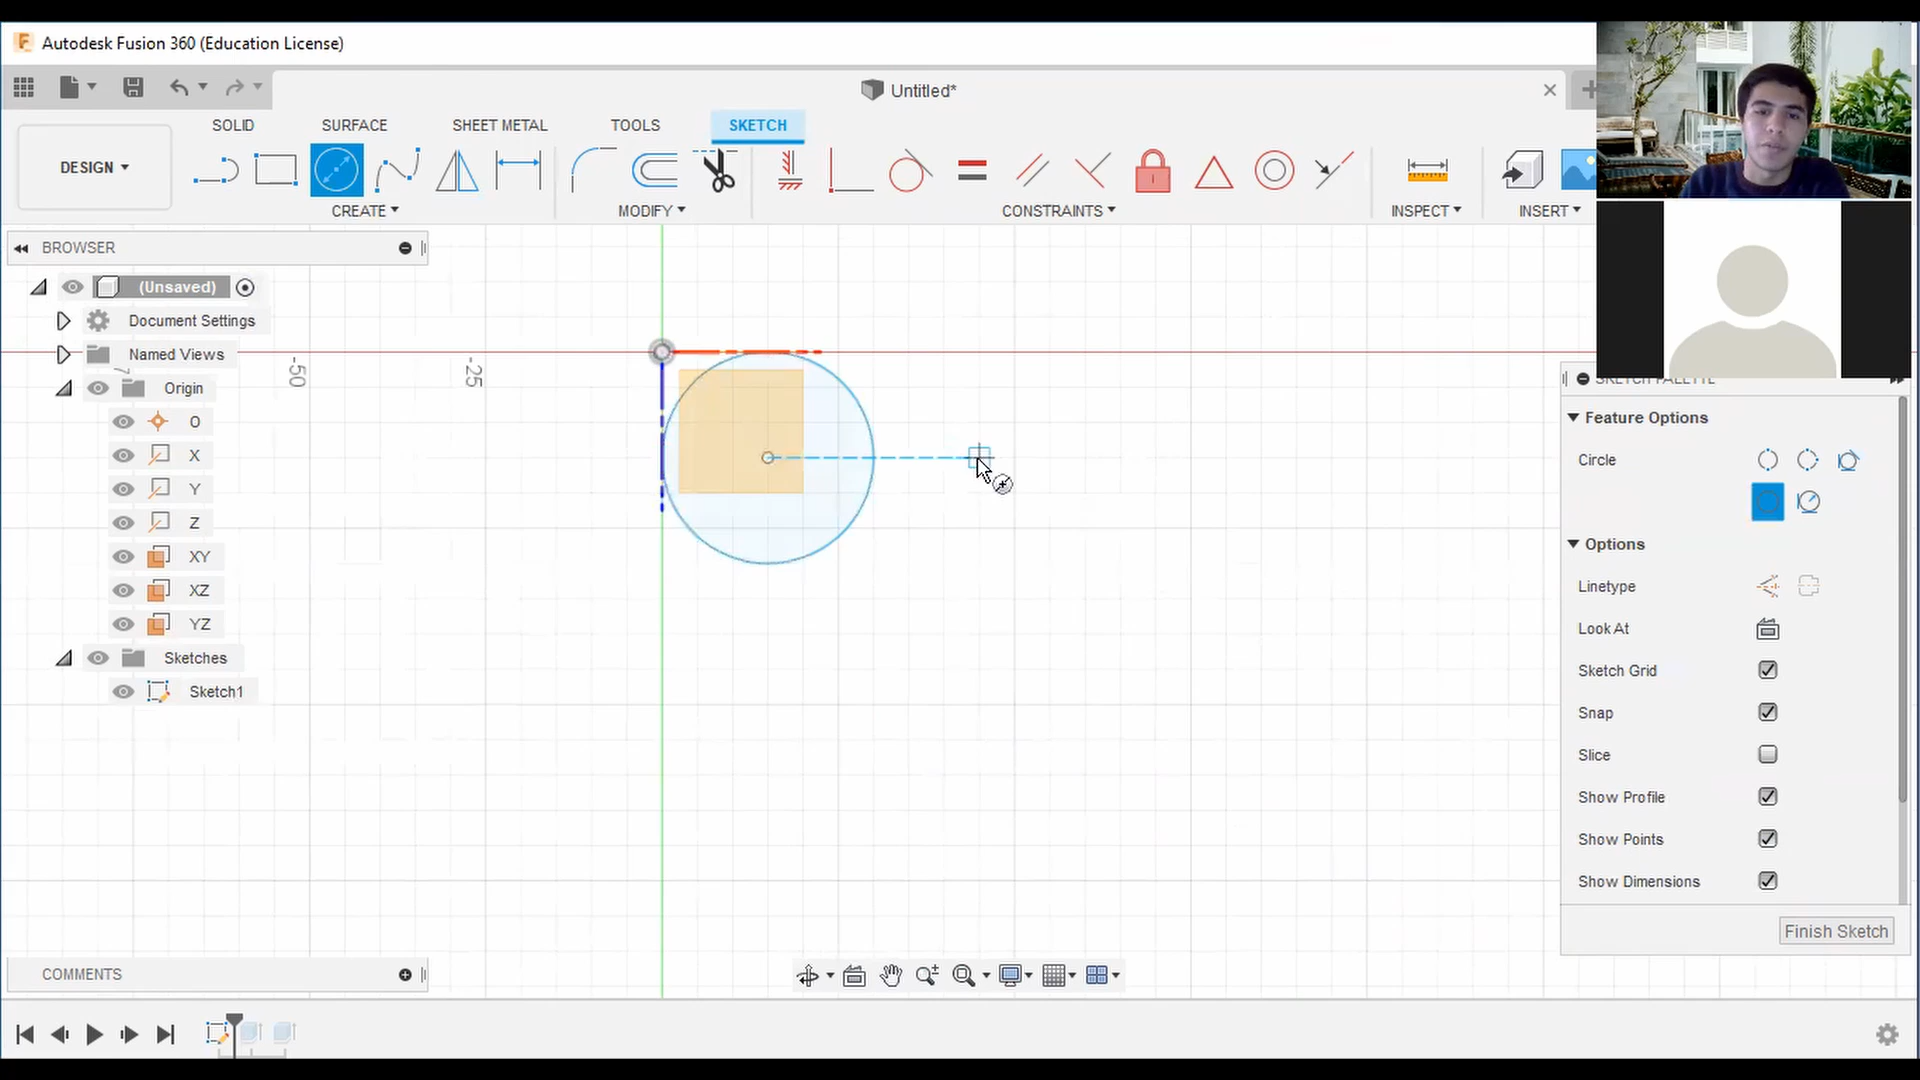 Autodesk Fusion 360 (Education License)
Untitled*
SOLID
SURFACE
SHEET METAL
TOOLS
SKETCH
DESIGN
CREATE
MODIFY
CONSTRAINTS
INSPECT
INSERT
BROWSER
(Unsaved)
Document Settings
Named Views
Origin
O
X
Y
Z
XY
XZ
YZ
Sketches
Sketch1
-50
-25
SKETCH PALETTE
Feature Options
Circle
Options
Linetype
Look At
Sketch Grid
Snap
Slice
Show Profile
Show Points
Show Dimensions
Finish Sketch
COMMENTS